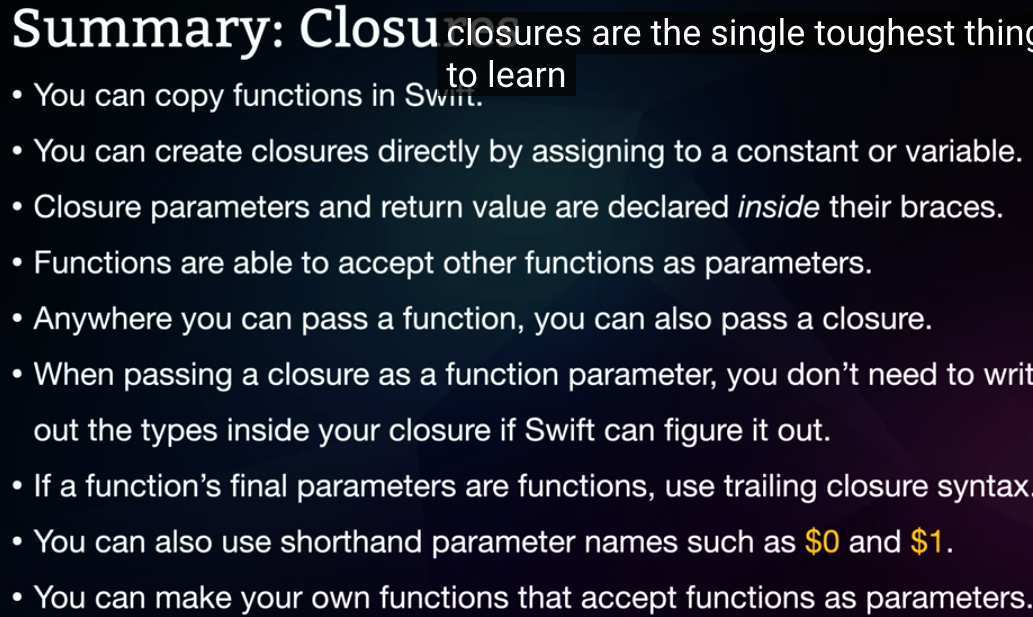 Summary: Closures
closures are the single toughest thing
to learn
• You can copy functions in Swift.
• You can create closures directly by assigning to a constant or variable.
• Closure parameters and return value are declared inside their braces.
• Functions are able to accept other functions as parameters.
• Anywhere you can pass a function, you can also pass a closure.
• When passing a closure as a function parameter, you don’t need to writ
out the types inside your closure if Swift can figure it out.
• If a function’s final parameters are functions, use trailing closure syntax.
• You can also use shorthand parameter names such as $0 and $1.
• You can make your own functions that accept functions as parameters.